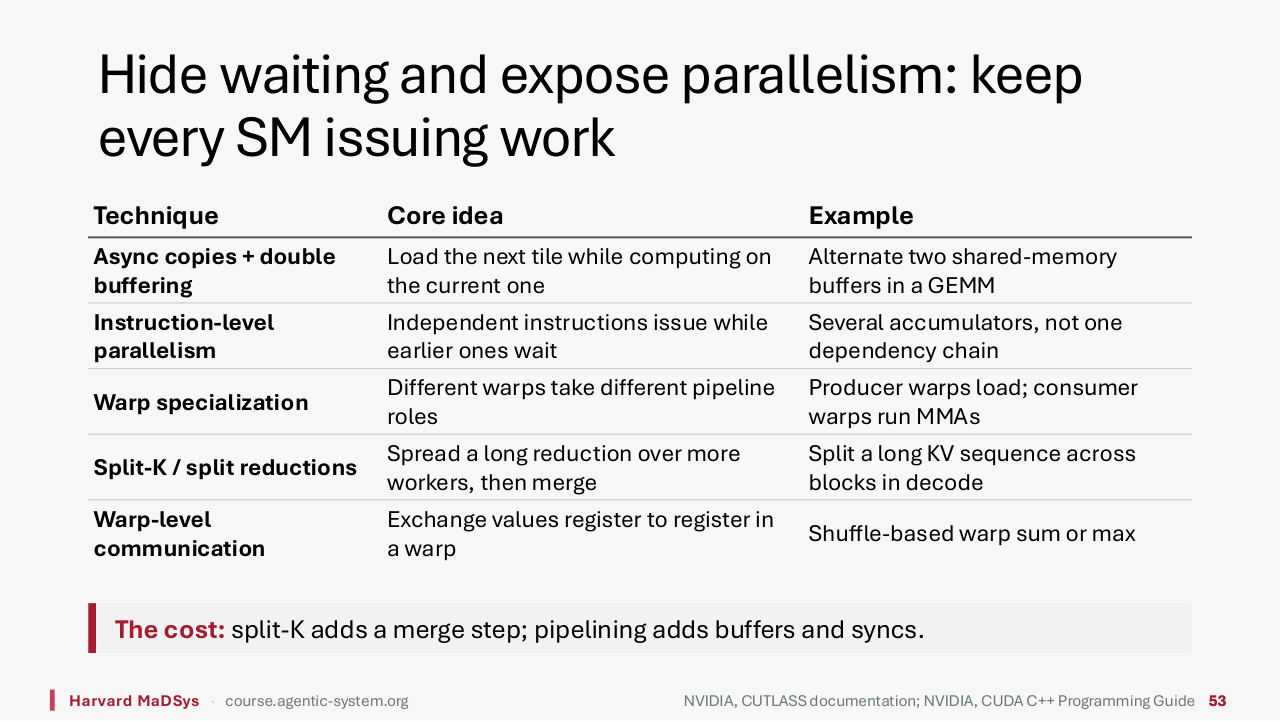 Hide waiting and expose parallelism: keep
every SM issuing work
Technique
Core idea
Example
Async copies + double
buffering
Load the next tile while computing on
the current one
Alternate two shared-memory
buffers in a GEMM
Instruction-level
parallelism
Independent instructions issue while
earlier ones wait
Several accumulators, not one
dependency chain
Warp specialization
Different warps take different pipeline
roles
Producer warps load; consumer
warps run MMAs
Split-K / split reductions
Spread a long reduction over more
workers, then merge
Split a long KV sequence across
blocks in decode
Warp-level
communication
Exchange values register to register in
a warp
Shuffle-based warp sum or max
The cost: split-K adds a merge step; pipelining adds buffers and syncs.
Harvard MaDSys · course.agentic-system.org
NVIDIA, CUTLASS documentation; NVIDIA, CUDA C++ Programming Guide 53